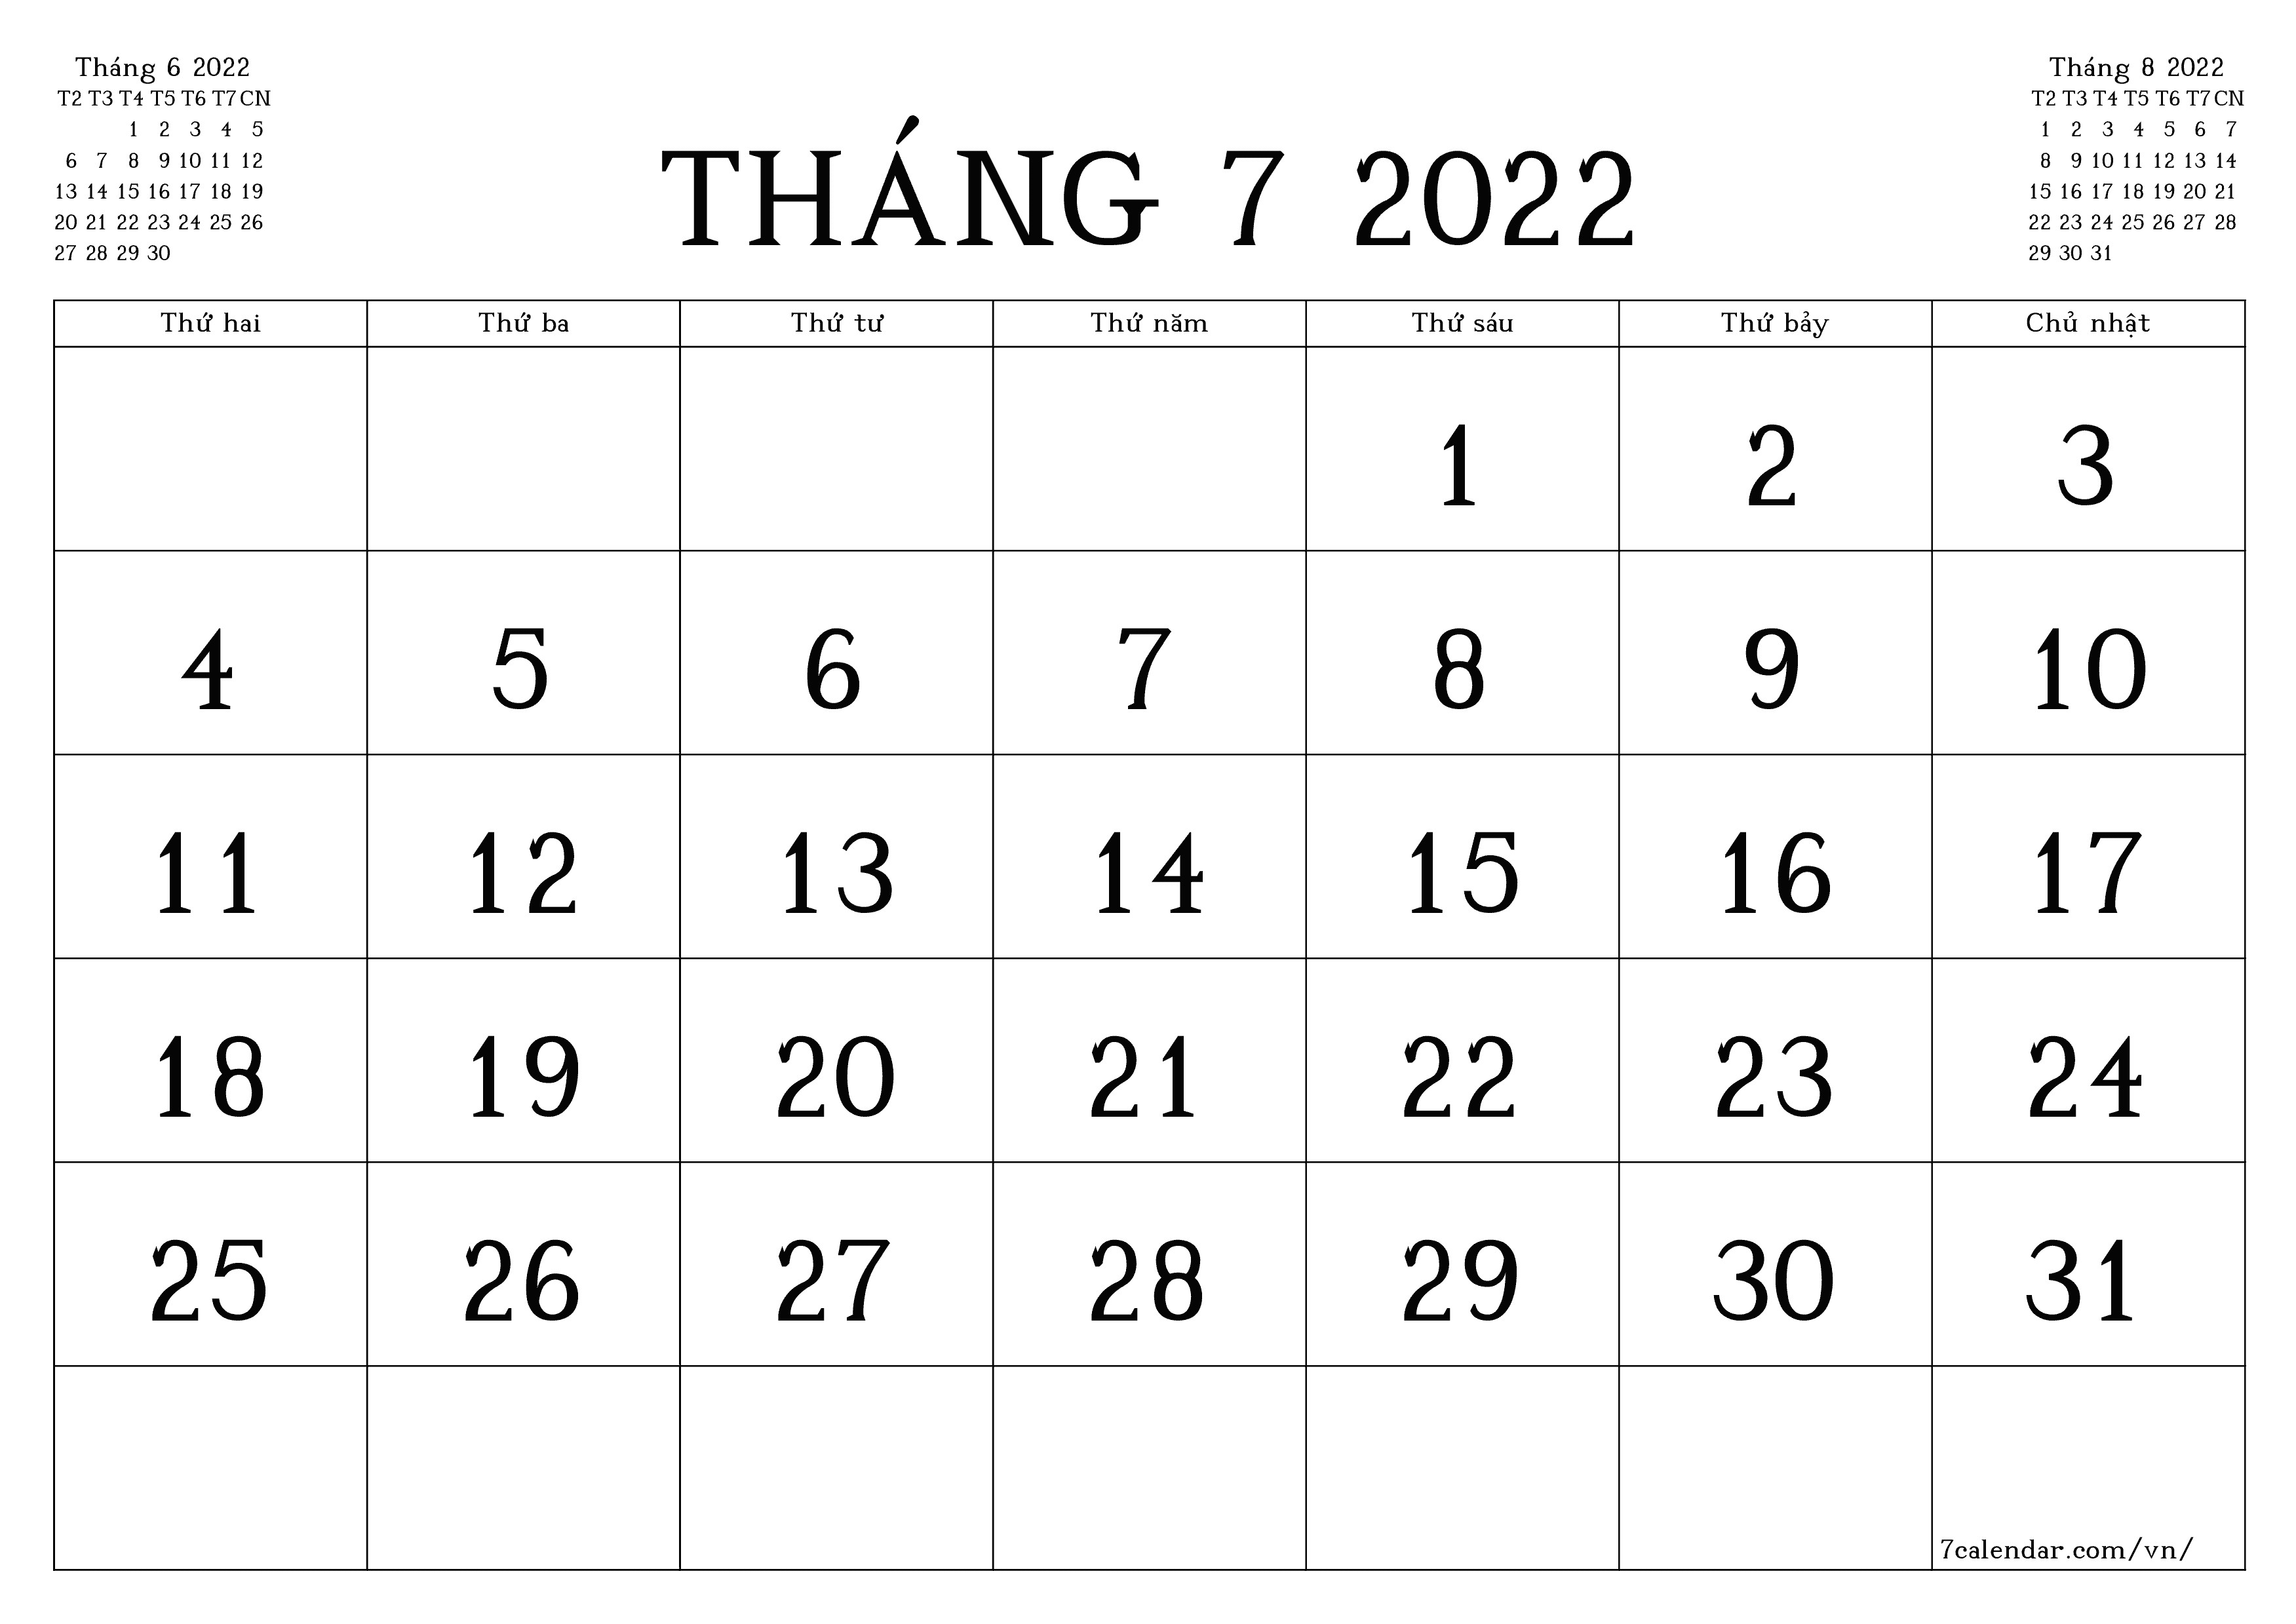 Tháng 6 2022
T2 T3 T4 T5 T6 T7 CN
1 2 3 4 5
6 7 8 9 10 11 12
13 14 15 16 17 18 19
20 21 22 23 24 25 26
27 28 29 30
THÁNG 7 2022
Tháng 8 2022
T2 T3 T4 T5 T6 T7 CN
1 2 3 4 5 6 7
8 9 10 11 12 13 14
15 16 17 18 19 20 21
22 23 24 25 26 27 28
29 30 31
Thứ hai Thứ ba Thứ tư Thứ năm Thứ sáu Thứ bảy Chủ nhật
1 2 3
4 5 6 7 8 9 10
11 12 13 14 15 16 17
18 19 20 21 22 23 24
25 26 27 28 29 30 31
7calendar.com/vn/